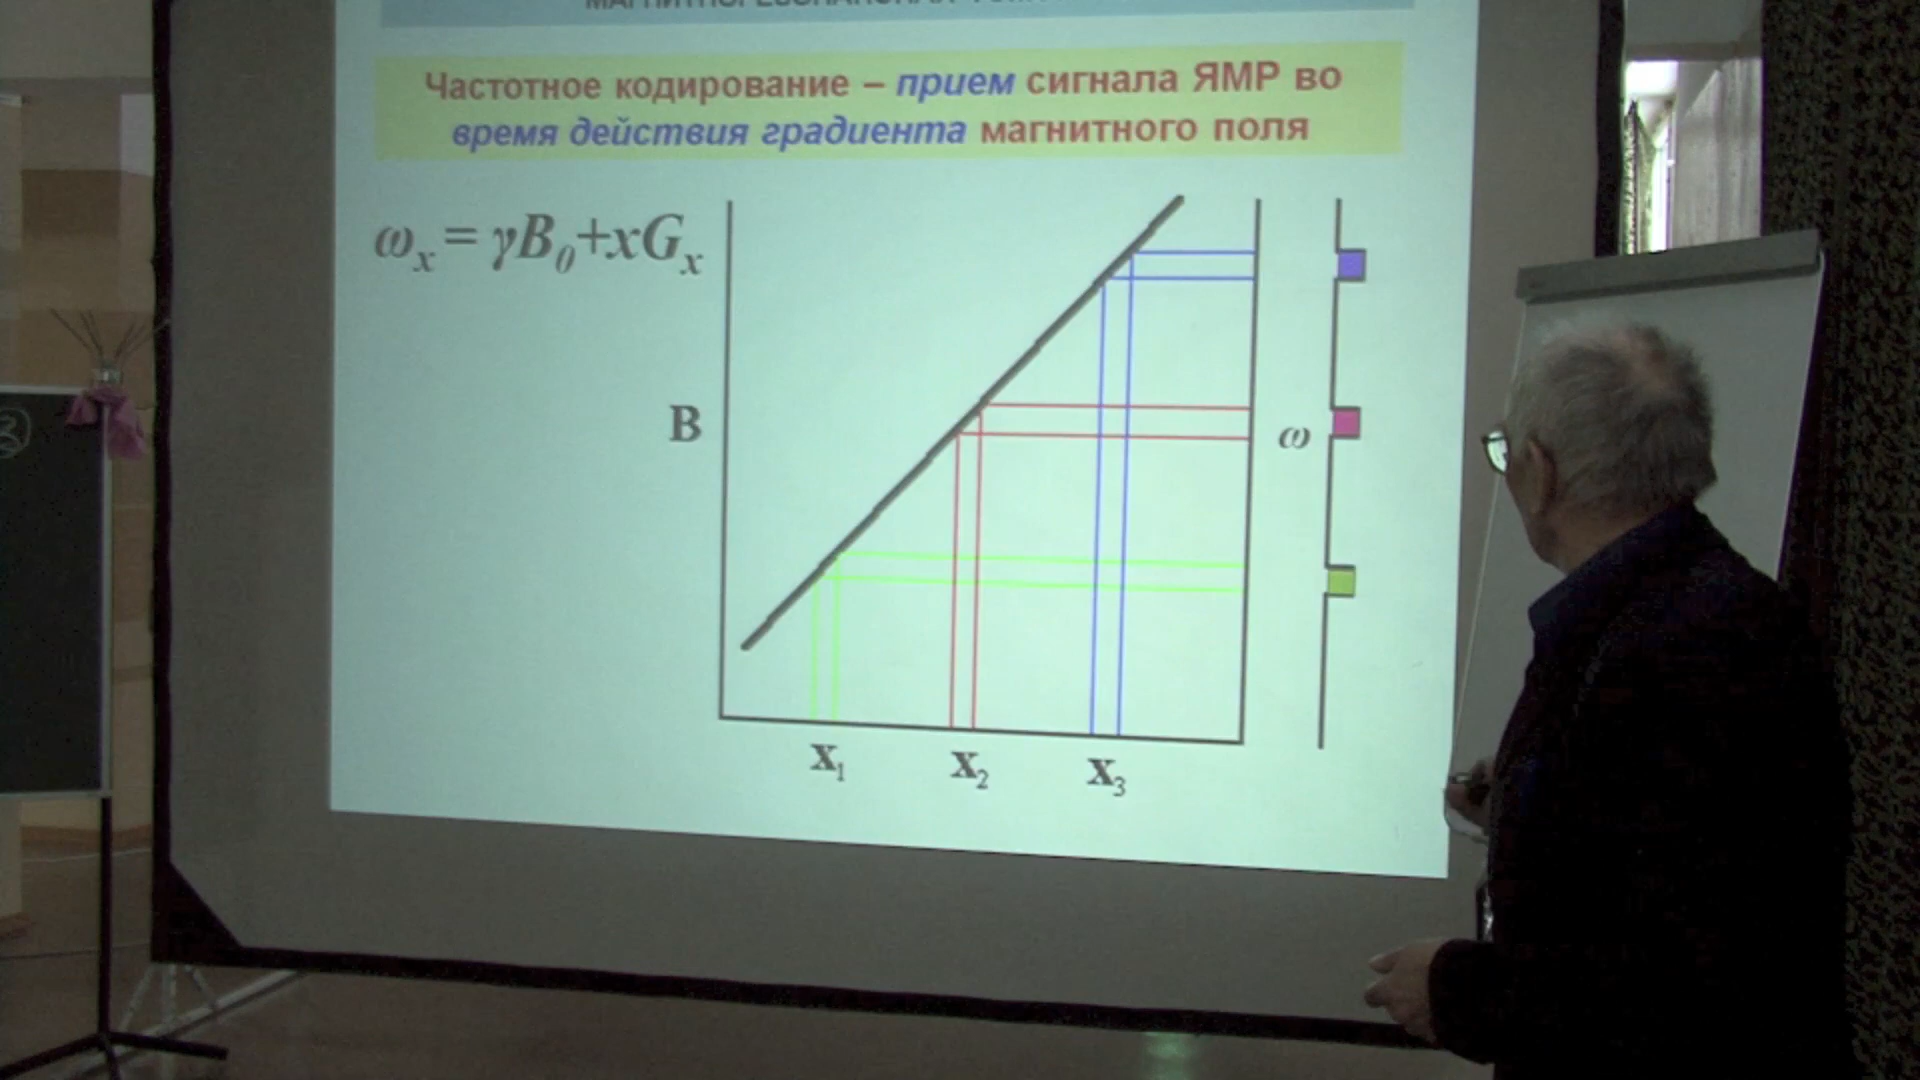 Частотное кодирование – прием сигнала ЯМР во
время действия градиента магнитного поля
ωₓ = γB₀+xGₓ
B
ω
x₁ x₂ x₃